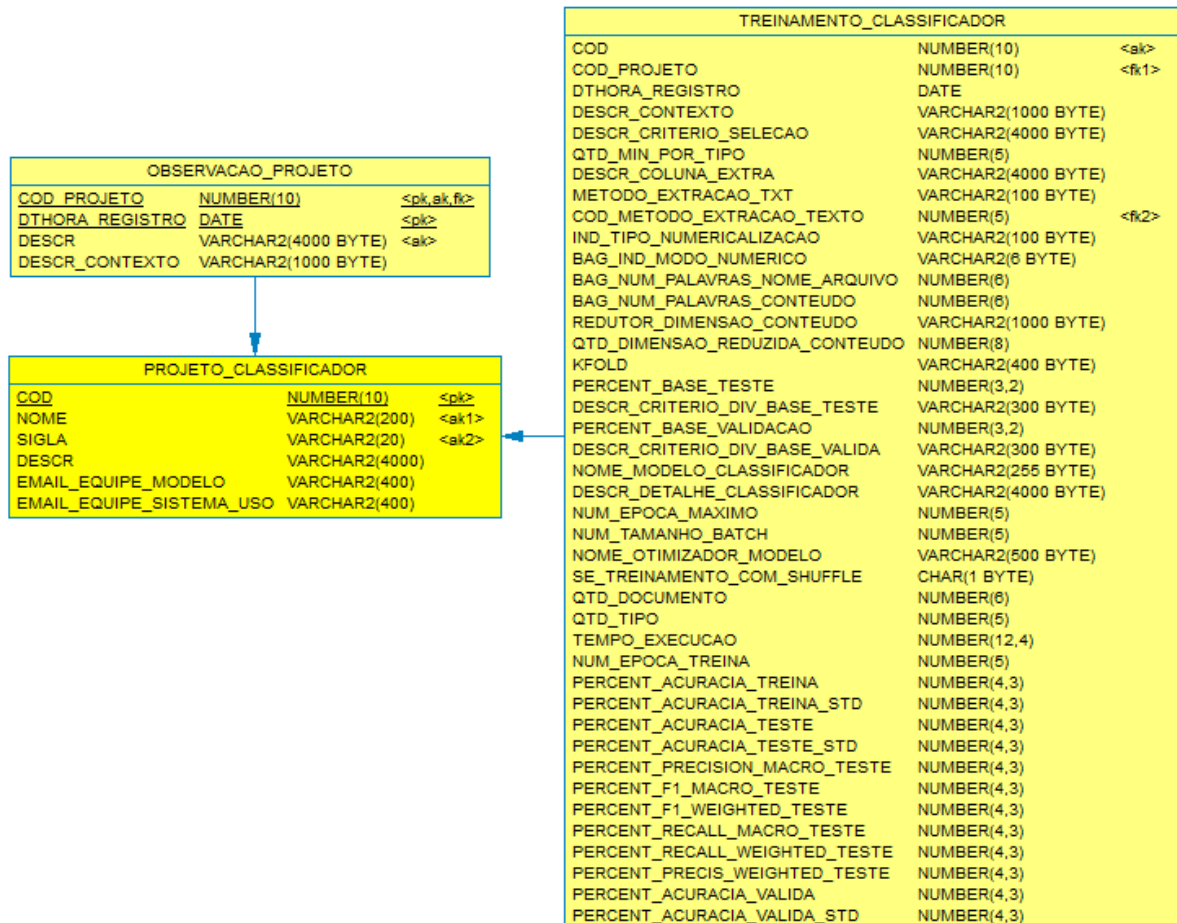 OBSERVACAO_PROJETO
COD_PROJETO NUMBER(10) <pk,ak,fk>
DTHORA_REGISTRO DATE <pk>
DESCR VARCHAR2(4000 BYTE) <ak>
DESCR_CONTEXTO VARCHAR2(1000 BYTE)
PROJETO_CLASSIFICADOR
COD NUMBER(10) <pk>
NOME VARCHAR2(200) <ak1>
SIGLA VARCHAR2(20) <ak2>
DESCR VARCHAR2(4000)
EMAIL_EQUIPE_MODELO VARCHAR2(400)
EMAIL_EQUIPE_SISTEMA_USO VARCHAR2(400)
TREINAMENTO_CLASSIFICADOR
COD NUMBER(10) <ak>
COD_PROJETO NUMBER(10) <fk1>
DTHORA_REGISTRO DATE
DESCR_CONTEXTO VARCHAR2(1000 BYTE)
DESCR_CRITERIO_SELECAO VARCHAR2(4000 BYTE)
QTD_MIN_POR_TIPO NUMBER(5)
DESCR_COLUNA_EXTRA VARCHAR2(4000 BYTE)
METODO_EXTRACAO_TXT VARCHAR2(100 BYTE)
COD_METODO_EXTRACAO_TEXTO NUMBER(5) <fk2>
IND_TIPO_NUMERICALIZACAO VARCHAR2(100 BYTE)
BAG_IND_MODO_NUMERICO VARCHAR2(6 BYTE)
BAG_NUM_PALAVRAS_NOME_ARQUIVO NUMBER(6)
BAG_NUM_PALAVRAS_CONTEUDO NUMBER(6)
REDUTOR_DIMENSAO_CONTEUDO VARCHAR2(1000 BYTE)
QTD_DIMENSAO_REDUZIDA_CONTEUDO NUMBER(8)
KFOLD VARCHAR2(400 BYTE)
PERCENT_BASE_TESTE NUMBER(3,2)
DESCR_CRITERIO_DIV_BASE_TESTE VARCHAR2(300 BYTE)
PERCENT_BASE_VALIDACAO NUMBER(3,2)
DESCR_CRITERIO_DIV_BASE_VALIDA VARCHAR2(300 BYTE)
NOME_MODELO_CLASSIFICADOR VARCHAR2(255 BYTE)
DESCR_DETALHE_CLASSIFICADOR VARCHAR2(4000 BYTE)
NUM_EPOCA_MAXIMO NUMBER(5)
NUM_TAMANHO_BATCH NUMBER(5)
NOME_OTIMIZADOR_MODELO VARCHAR2(500 BYTE)
SE_TREINAMENTO_COM_SHUFFLE CHAR(1 BYTE)
QTD_DOCUMENTO NUMBER(6)
QTD_TIPO NUMBER(5)
TEMPO_EXECUCAO NUMBER(12,4)
NUM_EPOCA_TREINA NUMBER(5)
PERCENT_ACURACIA_TREINA NUMBER(4,3)
PERCENT_ACURACIA_TREINA_STD NUMBER(4,3)
PERCENT_ACURACIA_TESTE NUMBER(4,3)
PERCENT_ACURACIA_TESTE_STD NUMBER(4,3)
PERCENT_PRECISION_MACRO_TESTE NUMBER(4,3)
PERCENT_F1_MACRO_TESTE NUMBER(4,3)
PERCENT_F1_WEIGHTED_TESTE NUMBER(4,3)
PERCENT_RECALL_MACRO_TESTE NUMBER(4,3)
PERCENT_RECALL_WEIGHTED_TESTE NUMBER(4,3)
PERCENT_PRECIS_WEIGHTED_TESTE NUMBER(4,3)
PERCENT_ACURACIA_VALIDA NUMBER(4,3)
PERCENT_ACURACIA_VALIDA_STD NUMBER(4,3)